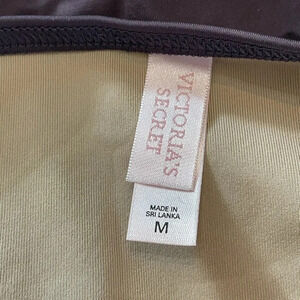 VICTORIA'S
SECRET
MADE IN
SRI LANKA
M